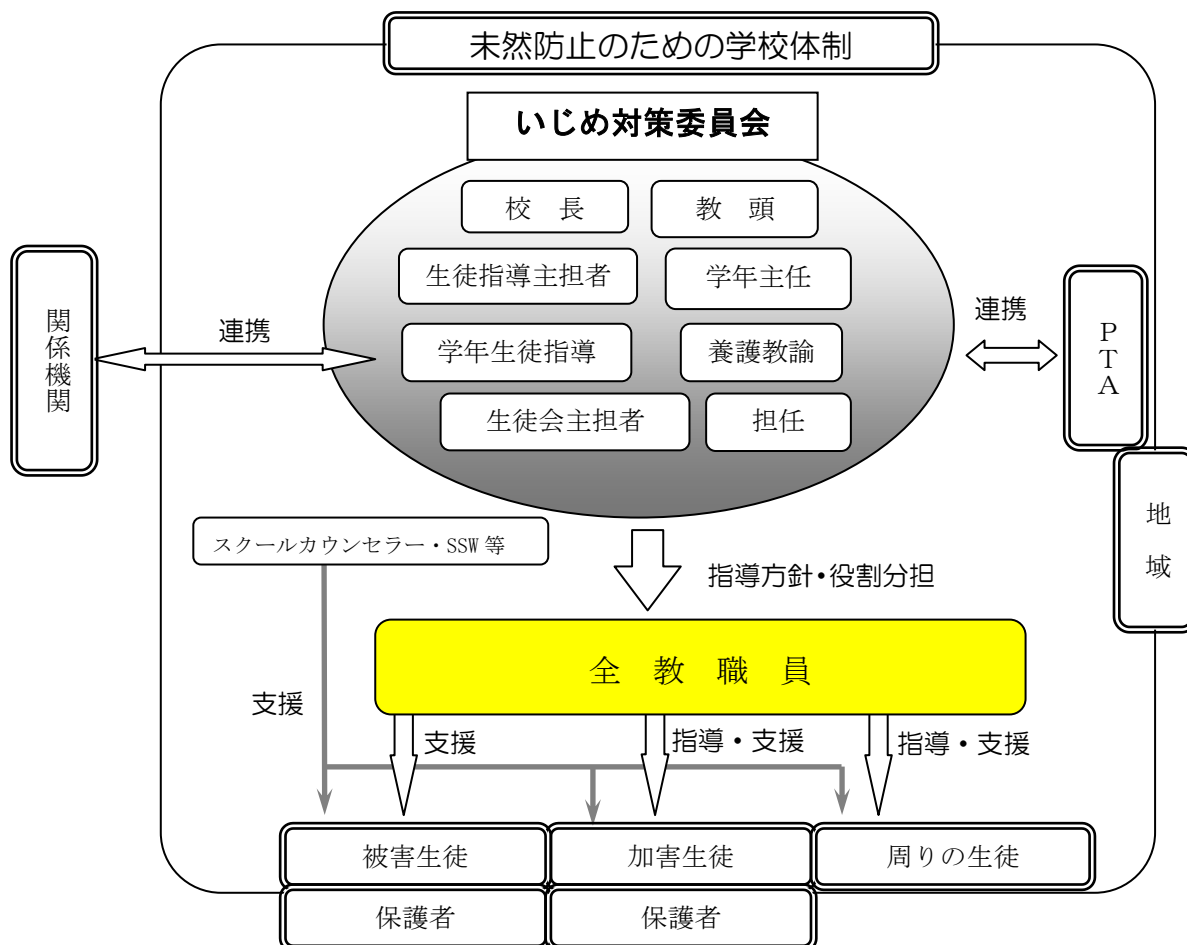 未然防止のための学校体制
いじめ対策委員会
校　長
教　頭
生徒指導主担者
学年主任
学年生徒指導
養護教諭
生徒会主担者
担任
関係機関
連携
連携
PTA
地域
スクールカウンセラー・SSW 等
指導方針・役割分担
全　教　職　員
支援
支援
指導・支援
指導・支援
被害生徒
加害生徒
周りの生徒
保護者
保護者